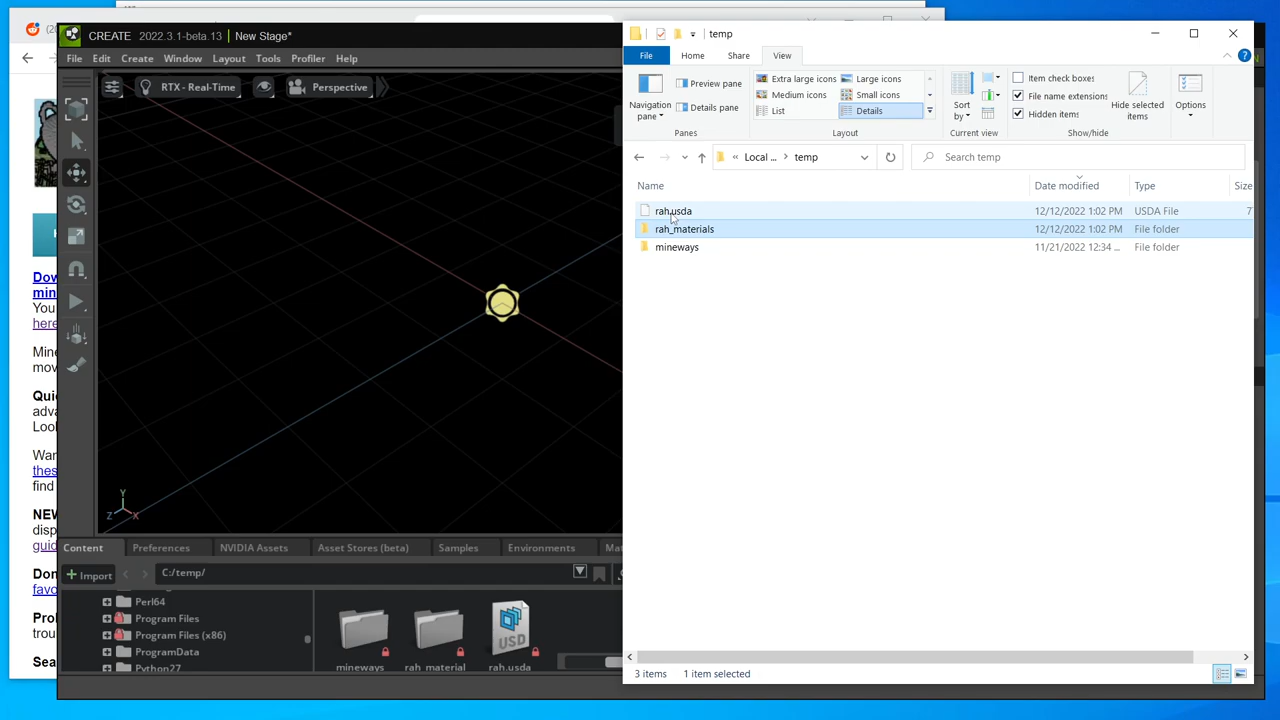 (20
CREATE 2022.3.1-beta.13 New Stage*
File Edit Create Window Layout Tools Profiler Help
RTX - Real-Time
Perspective
Dow
min
You
here
Mine
mov
Quic
adva
Look
War
thes
find
NEW
disp
guid
Don
favo
Prob
trou
Sear
Y
Z X
Content Preferences NVIDIA Assets Asset Stores (beta) Samples Environments Ma
Import C:/temp/
Perl64
Program Files
Program Files (x86)
ProgramData
Python27
USD
mineways rah_material rah.usda
temp
File Home Share View
Navigation
pane
Preview pane
Details pane
Panes
Extra large icons Large icons
Medium icons Small icons
List Details
Layout
Sort
by
Current view
Item check boxes
File name extensions
Hidden items
Hide selected
items
Show/hide
Options
« Local ... temp
Search temp
Name Date modified Type Size
rah.usda 12/12/2022 1:02 PM USDA File 7
rah_materials 12/12/2022 1:02 PM File folder
mineways 11/21/2022 12:34 ... File folder
3 items 1 item selected